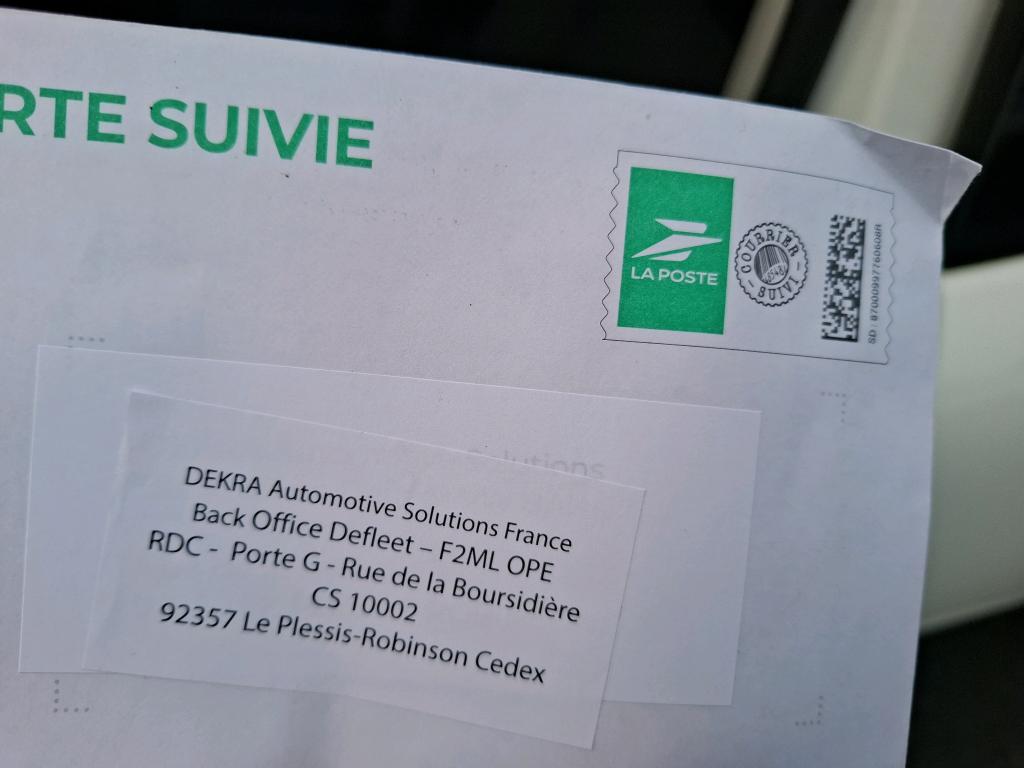 RTE SUIVIE
LA POSTE
COURRIER
SUIVI
Solutions
DEKRA Automotive Solutions France
Back Office Defleet – F2ML OPE
RDC - Porte G - Rue de la Boursidière
CS 10002
92357 Le Plessis-Robinson Cedex